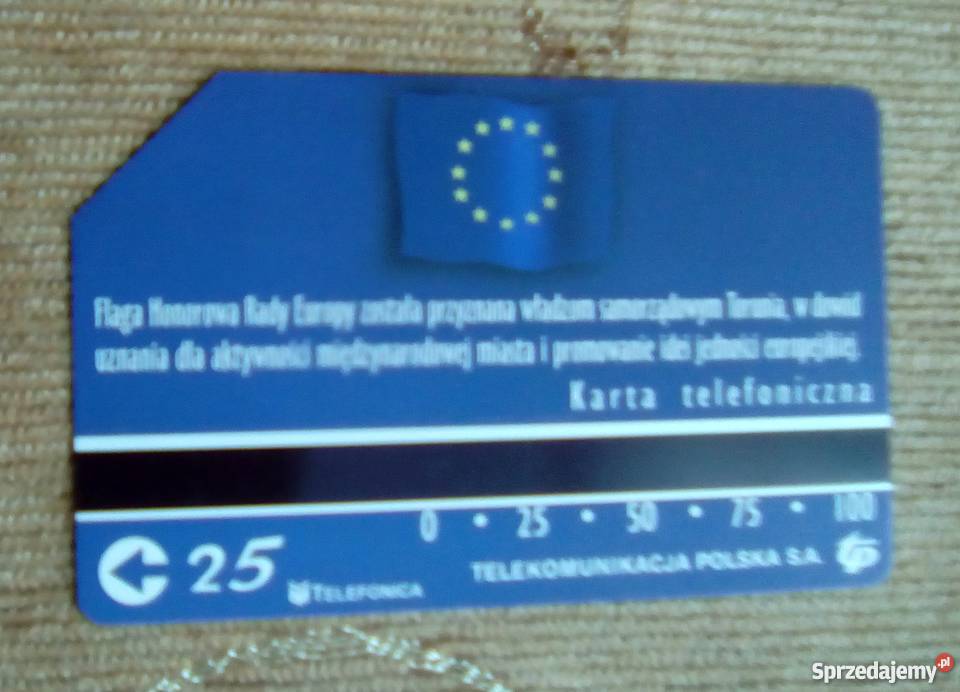 Flaga Honorowa Rady Europy została przyznana władzom samorządowym Torunia, w dowód
uznania dla aktywności międzynarodowej miasta i promowanie idei jedności europejskiej.
Karta telefoniczna
0 • 25 • 50 • 75 • 100
25
TELEFONICA
TELEKOMUNIKACJA POLSKA S.A.
Sprzedajemy.pl